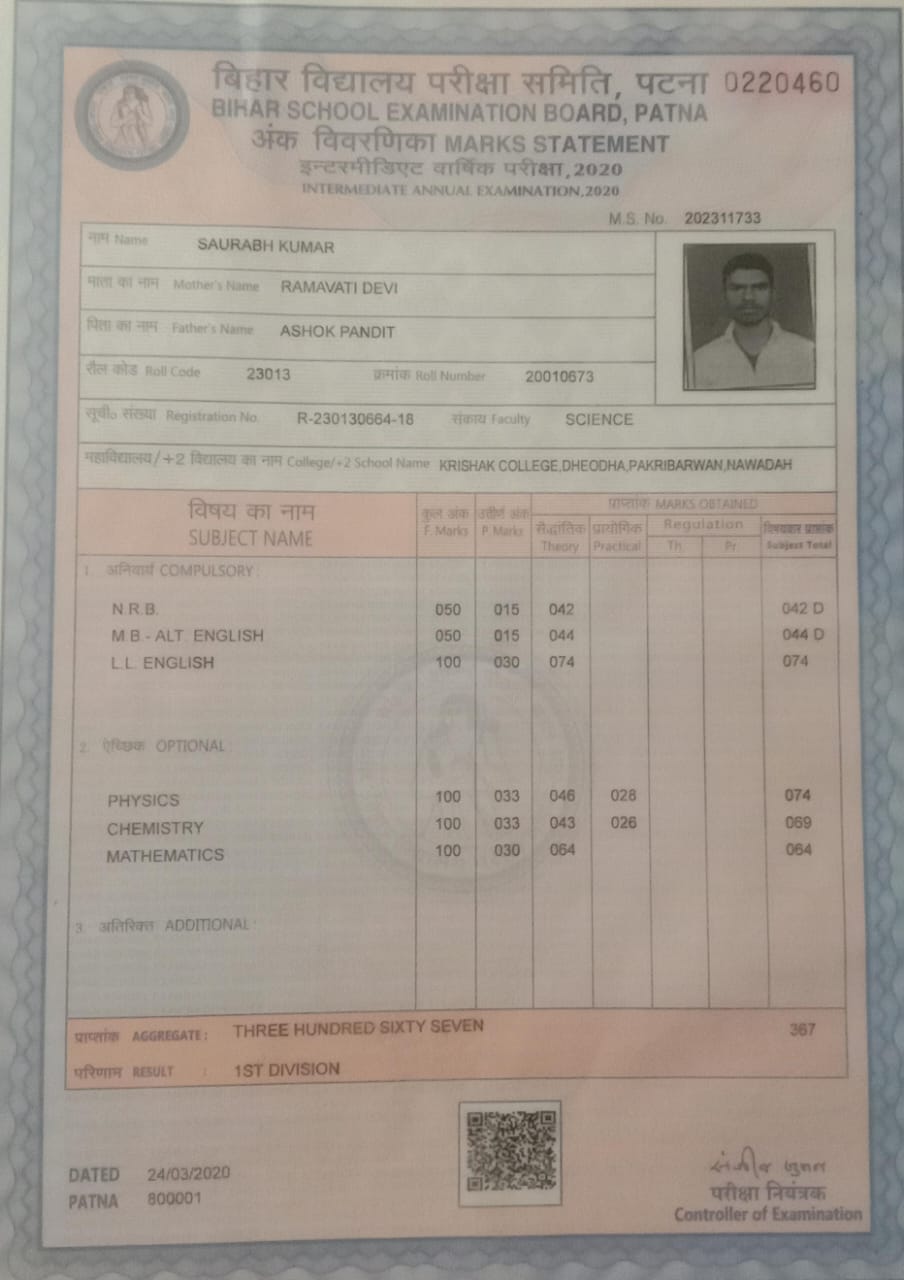 बिहार विद्यालय परीक्षा समिति, पटना 0220460
BIHAR SCHOOL EXAMINATION BOARD, PATNA
अंक विवरणिका MARKS STATEMENT
इन्टरमीडिएट वार्षिक परीक्षा,2020
INTERMEDIATE ANNUAL EXAMINATION,2020
M.S. No. 202311733
नाम Name SAURABH KUMAR
माता का नाम Mother's Name RAMAVATI DEVI
पिता का नाम Father's Name ASHOK PANDIT
रौल कोड Roll Code 23013 क्रमांक Roll Number 20010673
सूची० संख्या Registration No. R-230130664-18 संकाय Faculty SCIENCE
महाविद्यालय/+2 विद्यालय का नाम College/+2 School Name KRISHAK COLLEGE,DHEODHA,PAKRIBARWAN,NAWADAH
विषय का नाम कुल अंक उत्तीर्ण अंक प्राप्तांक MARKS OBTAINED
SUBJECT NAME F. Marks P. Marks सैद्धांतिक प्रायोगिक Regulation विषयवार प्राप्तांक
Theory Practical Th. Pr. Subject Total
1. अनिवार्य COMPULSORY :
N.R.B. 050 015 042 042 D
M.B.- ALT. ENGLISH 050 015 044 044 D
L.L. ENGLISH 100 030 074 074
2. ऐच्छिक OPTIONAL :
PHYSICS 100 033 046 028 074
CHEMISTRY 100 033 043 026 069
MATHEMATICS 100 030 064 064
3. अतिरिक्त ADDITIONAL :
प्राप्तांक AGGREGATE : THREE HUNDRED SIXTY SEVEN 367
परिणाम RESULT : 1ST DIVISION
DATED 24/03/2020
PATNA 800001
परीक्षा नियंत्रक
Controller of Examination